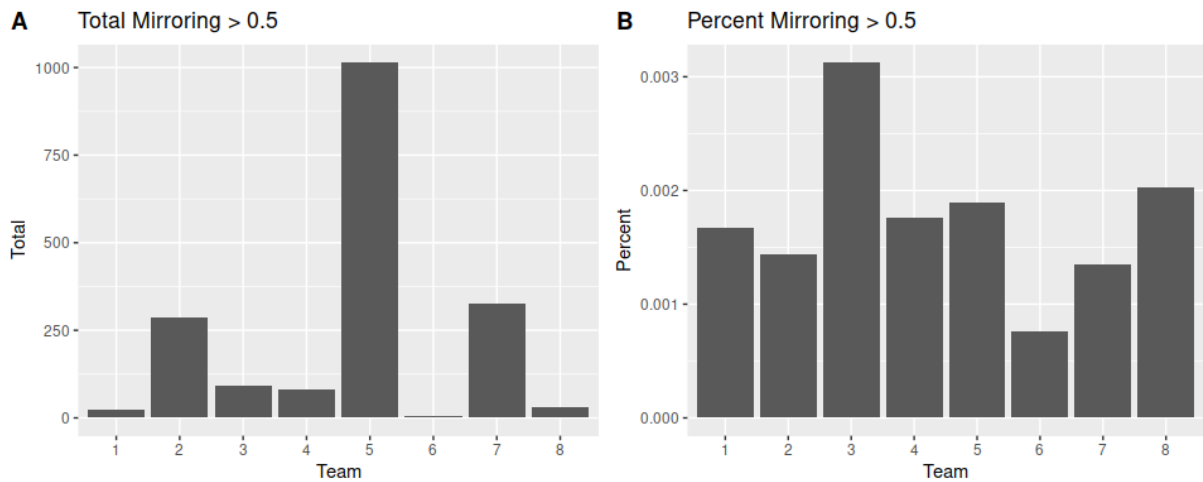 A Total Mirroring > 0.5
1000
750
500
250
0
Total
1 2 3 4 5 6 7 8
Team
B Percent Mirroring > 0.5
0.003
0.002
0.001
0.000
Percent
1 2 3 4 5 6 7 8
Team